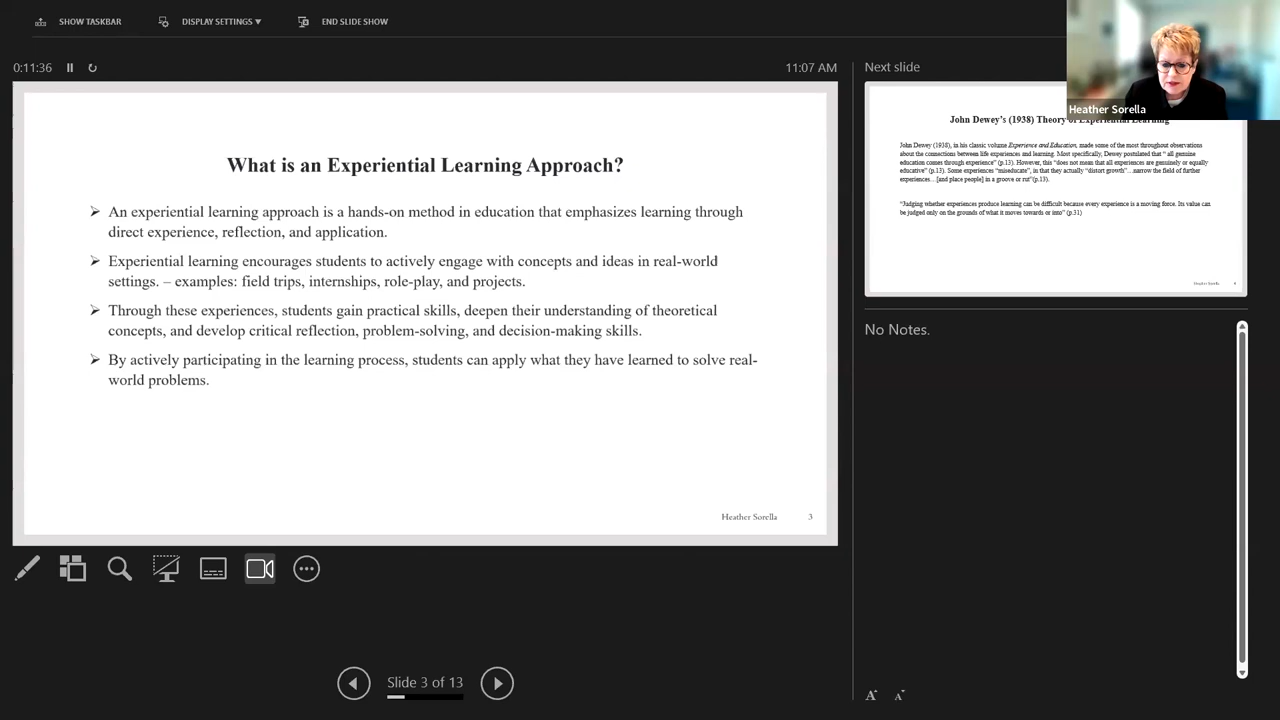 SHOW TASKBAR
DISPLAY SETTINGS ▼
END SLIDE SHOW
0:11:36
11:07 AM
What is an Experiential Learning Approach?
➢ An experiential learning approach is a hands-on method in education that emphasizes learning through
direct experience, reflection, and application.
➢ Experiential learning encourages students to actively engage with concepts and ideas in real-world
settings. – examples: field trips, internships, role-play, and projects.
➢ Through these experiences, students gain practical skills, deepen their understanding of theoretical
concepts, and develop critical reflection, problem-solving, and decision-making skills.
➢ By actively participating in the learning process, students can apply what they have learned to solve real-
world problems.
Heather Sorella 3
Slide 3 of 13
Next slide
Heather Sorella
John Dewey's (1938) Theory of Experiential Learning
John Dewey (1938), in his classic volume Experience and Education, made some of the most throughout observations
about the connections between life experiences and learning. Most specifically, Dewey postulated that “ all genuine
education comes through experience” (p.13). However, this “does not mean that all experiences are genuinely or equally
educative” (p.13). Some experiences “miseducate”, in that they actually “distort growth”…narrow the field of further
experiences... [and place people] in a groove or rut”(p.13).
“Judging whether experiences produce learning can be difficult because every experience is a moving force. Its value can
be judged only on the grounds of what it moves towards or into” (p.31)
Heather Sorella
No Notes.
A A